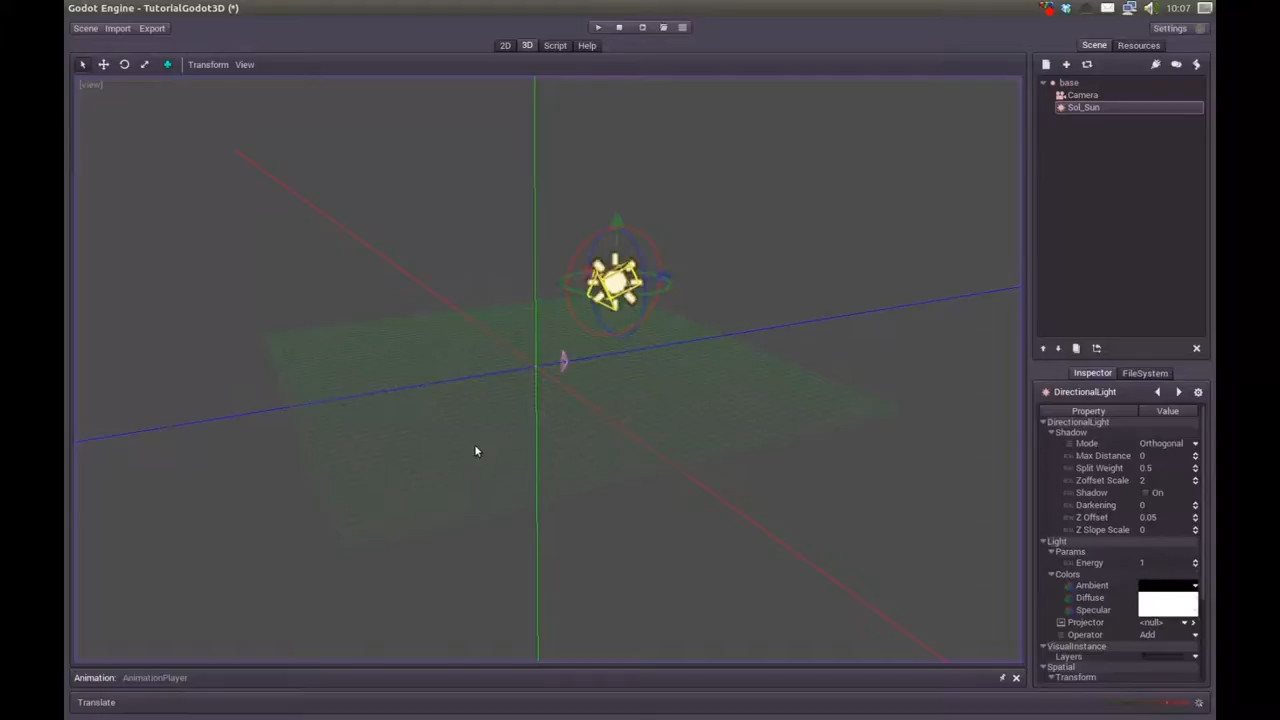 Godot Engine - TutorialGodot3D (*)
10:07
Scene Import Export
Settings
2D 3D Script Help
Scene Resources
Transform View
[view]
base
Camera
Sol_Sun
Inspector FileSystem
DirectionalLight
Property Value
DirectionalLight
Shadow
Mode Orthogonal
Max Distance 0
Split Weight 0.5
Zoffset Scale 2
Shadow On
Darkening 0
Z Offset 0.05
Z Slope Scale 0
Light
Params
Energy 1
Colors
Ambient
Diffuse
Specular
Projector <null>
Operator Add
VisualInstance
Layers
Spatial
Transform
Animation: AnimationPlayer
Translate